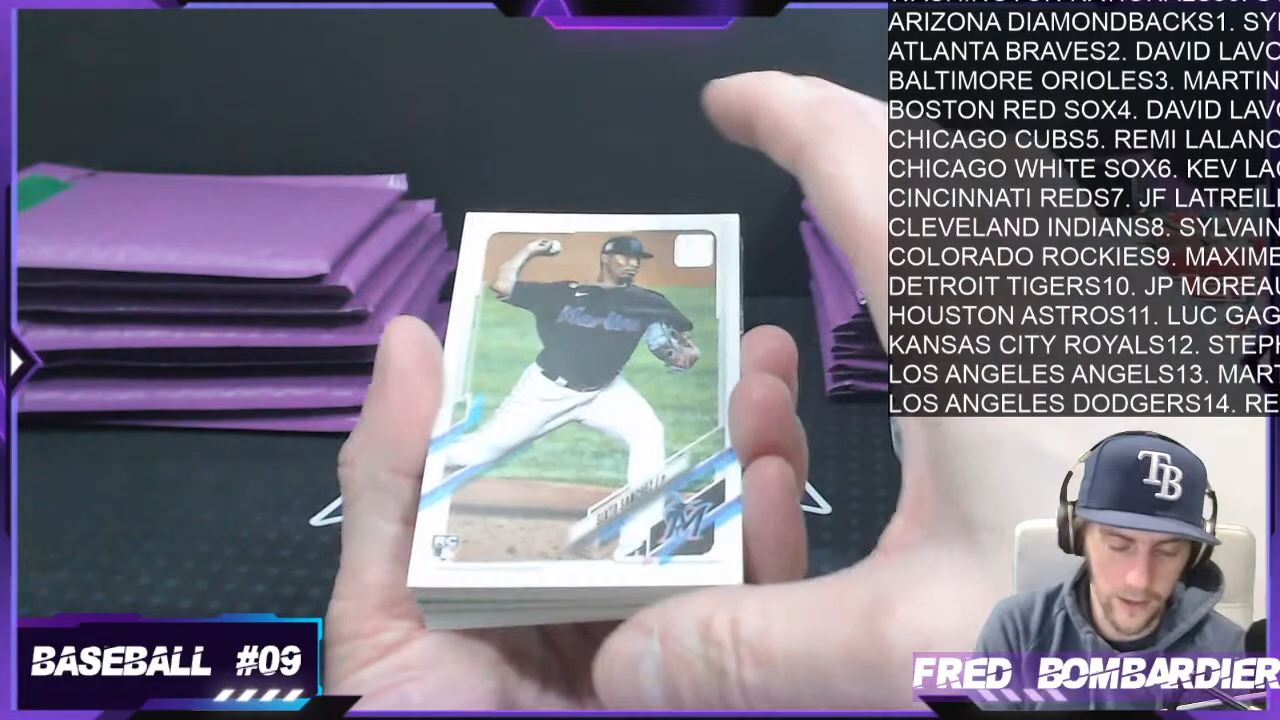 ARIZONA DIAMONDBACKS1. SY
ATLANTA BRAVES2. DAVID LAVO
BALTIMORE ORIOLES3. MARTIN
BOSTON RED SOX4. DAVID LAVO
CHICAGO CUBS5. REMI LALANC
CHICAGO WHITE SOX6. KEV LAC
CINCINNATI REDS7. JF LATREILL
CLEVELAND INDIANS8. SYLVAIN
COLORADO ROCKIES9. MAXIME
DETROIT TIGERS10. JP MOREAU
HOUSTON ASTROS11. LUC GAG
KANSAS CITY ROYALS12. STEPH
LOS ANGELES ANGELS13. MART
LOS ANGELES DODGERS14. RE
Marlins
SIXTO SANCHEZ
M
RC
TB
BASEBALL #09
FRED BOMBARDIER